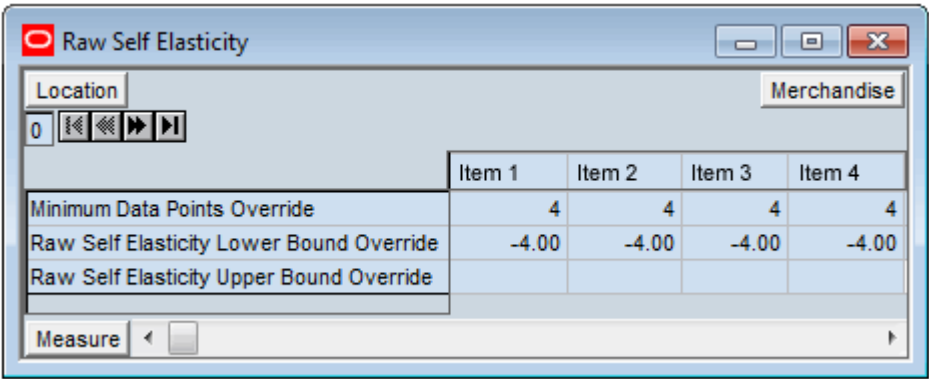 Raw Self Elasticity
Location Merchandise
0
Item 1 Item 2 Item 3 Item 4
Minimum Data Points Override 4 4 4 4
Raw Self Elasticity Lower Bound Override -4.00 -4.00 -4.00 -4.00
Raw Self Elasticity Upper Bound Override
Measure